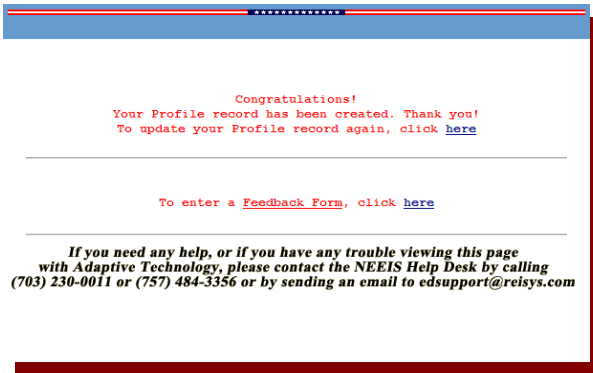 Congratulations!
Your Profile record has been created. Thank you!
To update your Profile record again, click here
To enter a Feedback Form, click here
If you need any help, or if you have any trouble viewing this page
with Adaptive Technology, please contact the NEEIS Help Desk by calling
(703) 230-0011 or (757) 484-3356 or by sending an email to edsupport@reisys.com